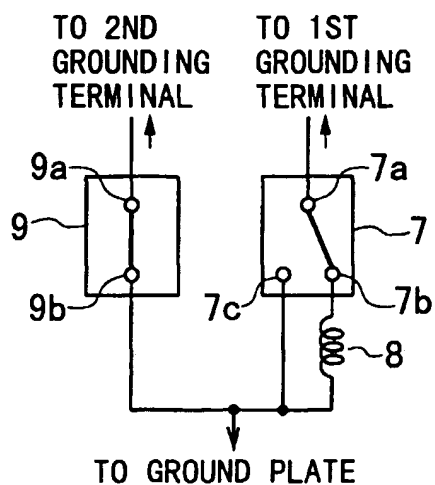 TO 2ND
GROUNDING
TERMINAL
TO 1ST
GROUNDING
TERMINAL
9a
7a
9
7
9b
7c
7b
8
TO GROUND PLATE